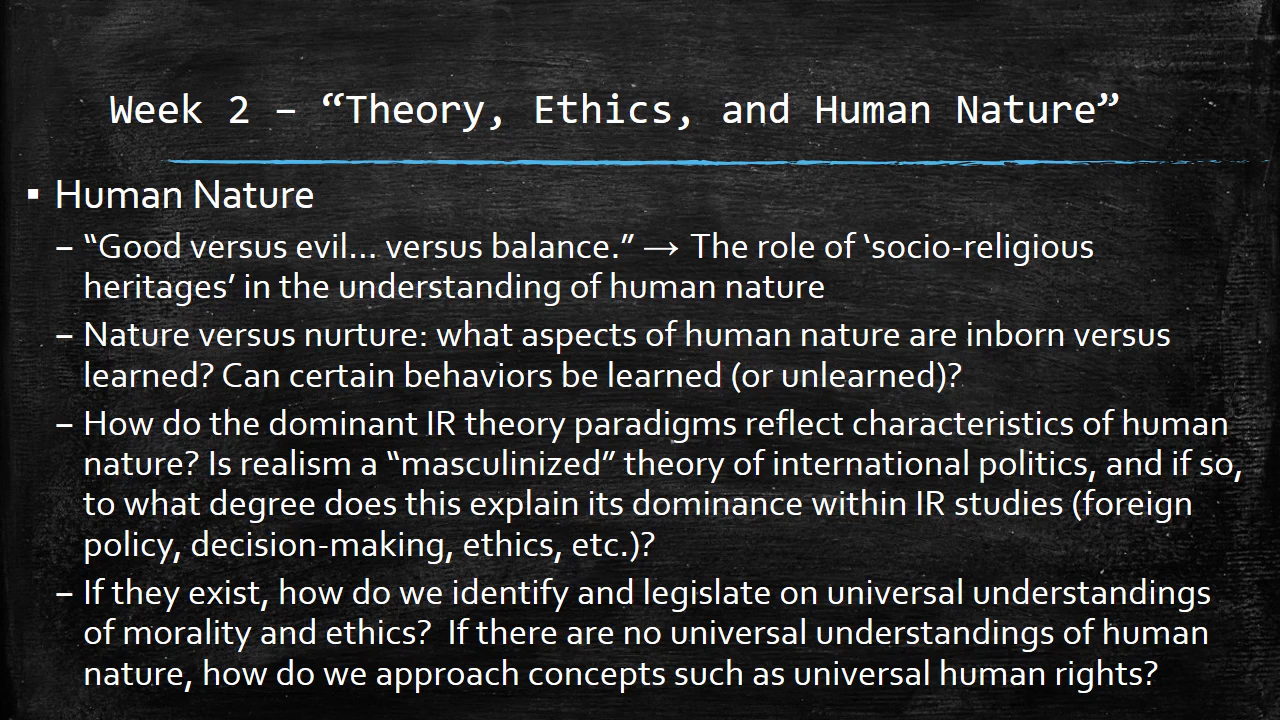 Week 2 – “Theory, Ethics, and Human Nature”
▪ Human Nature
– “Good versus evil... versus balance.” → The role of ‘socio-religious
heritages’ in the understanding of human nature
– Nature versus nurture: what aspects of human nature are inborn versus
learned? Can certain behaviors be learned (or unlearned)?
– How do the dominant IR theory paradigms reflect characteristics of human
nature? Is realism a “masculinized” theory of international politics, and if so,
to what degree does this explain its dominance within IR studies (foreign
policy, decision-making, ethics, etc.)?
– If they exist, how do we identify and legislate on universal understandings
of morality and ethics?  If there are no universal understandings of human
nature, how do we approach concepts such as universal human rights?